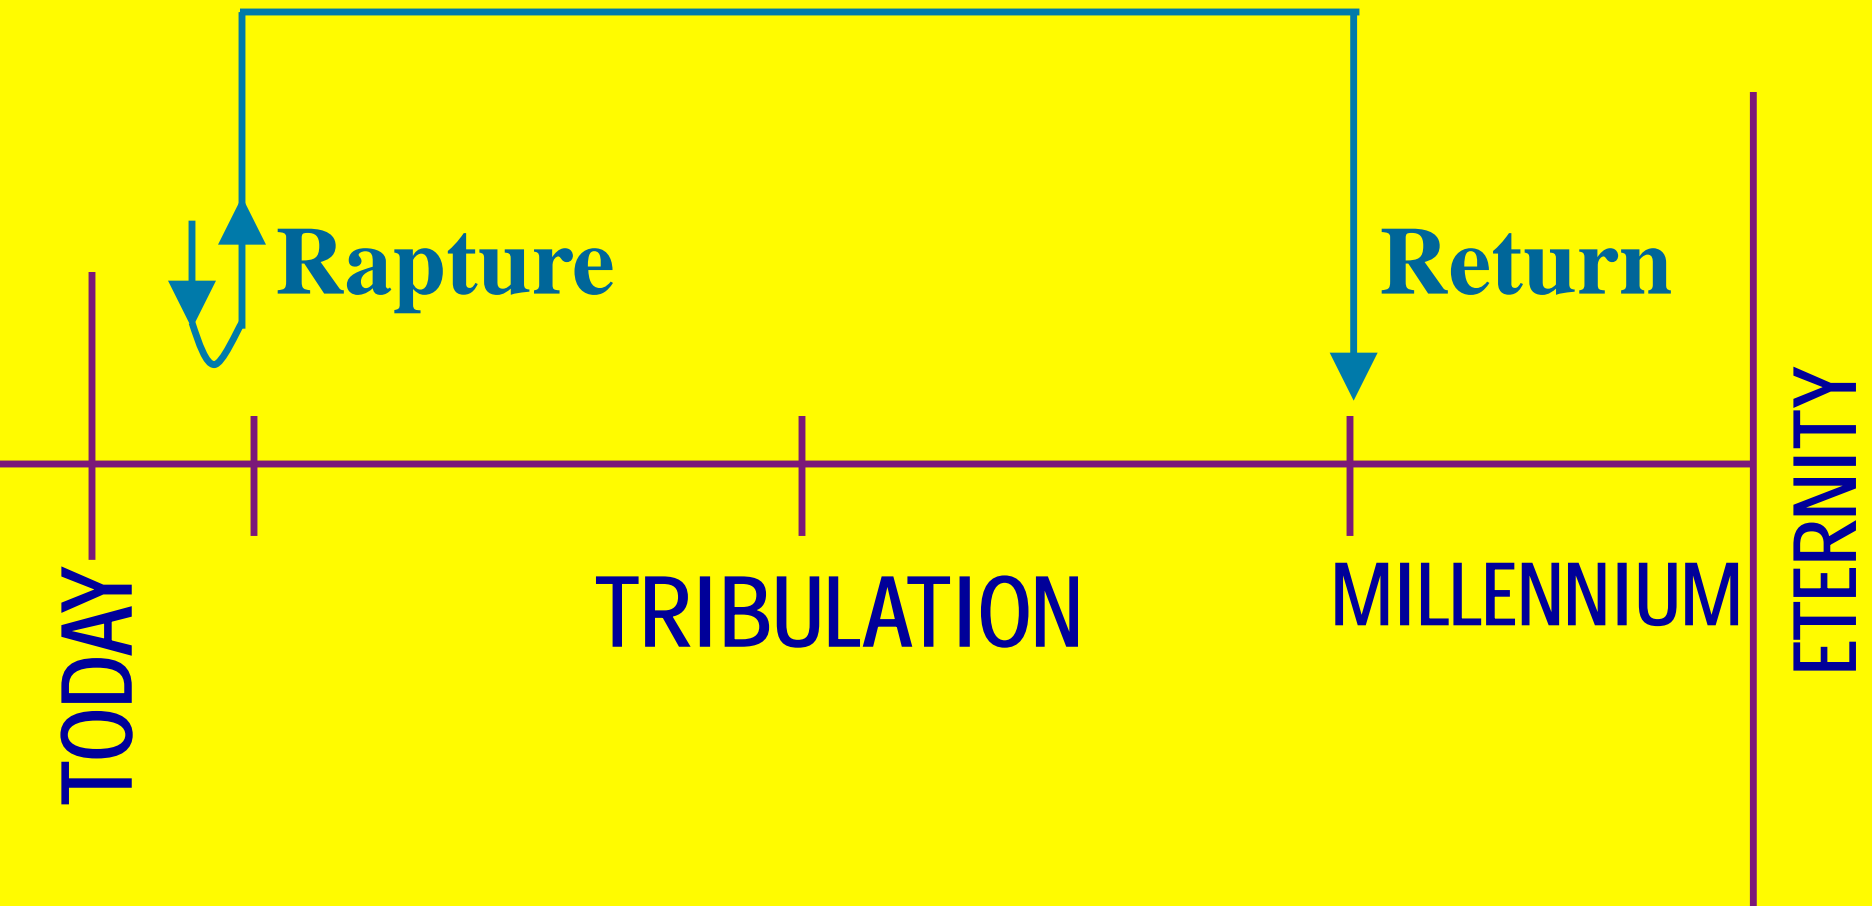 Rapture
Return
TODAY
TRIBULATION
MILLENNIUM
ETERNITY